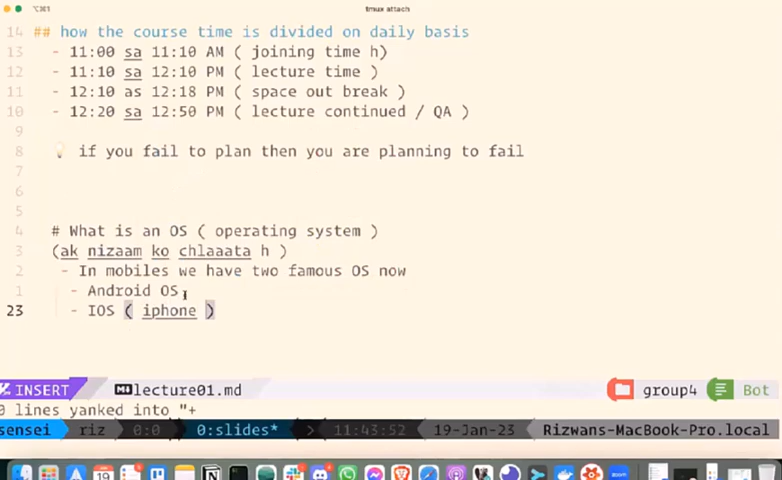 ⌥⌘1 tmux attach
14 ## how the course time is divided on daily basis
13 - 11:00 sa 11:10 AM ( joining time h)
12 - 11:10 sa 12:10 PM ( lecture time )
11 - 12:10 as 12:18 PM ( space out break )
10 - 12:20 sa 12:50 PM ( lecture continued / QA )
9
8 💡 if you fail to plan then you are planning to fail
7
6
5
4 # What is an OS ( operating system )
3 (ak nizaam ko chlaaata h )
2 - In mobiles we have two famous OS now
1 - Android OS
23 - IOS ( iphone )
INSERT lecture01.md group4 Bot
0 lines yanked into "+
sensei riz 0:0 0:slides* > 11:43:52 19-Jan-23 Rizwans-MacBook-Pro.local
19 zoom